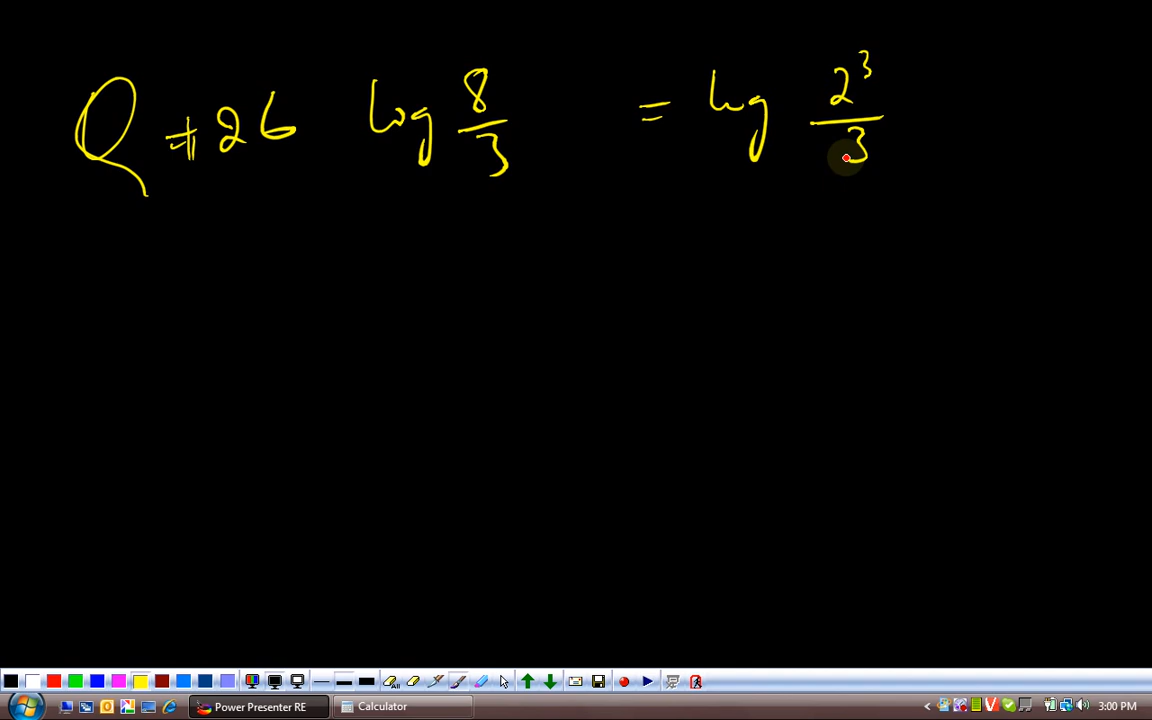 Q #26 log 8/3 = log 2³/3
Power Presenter RE Calculator 3:00 PM